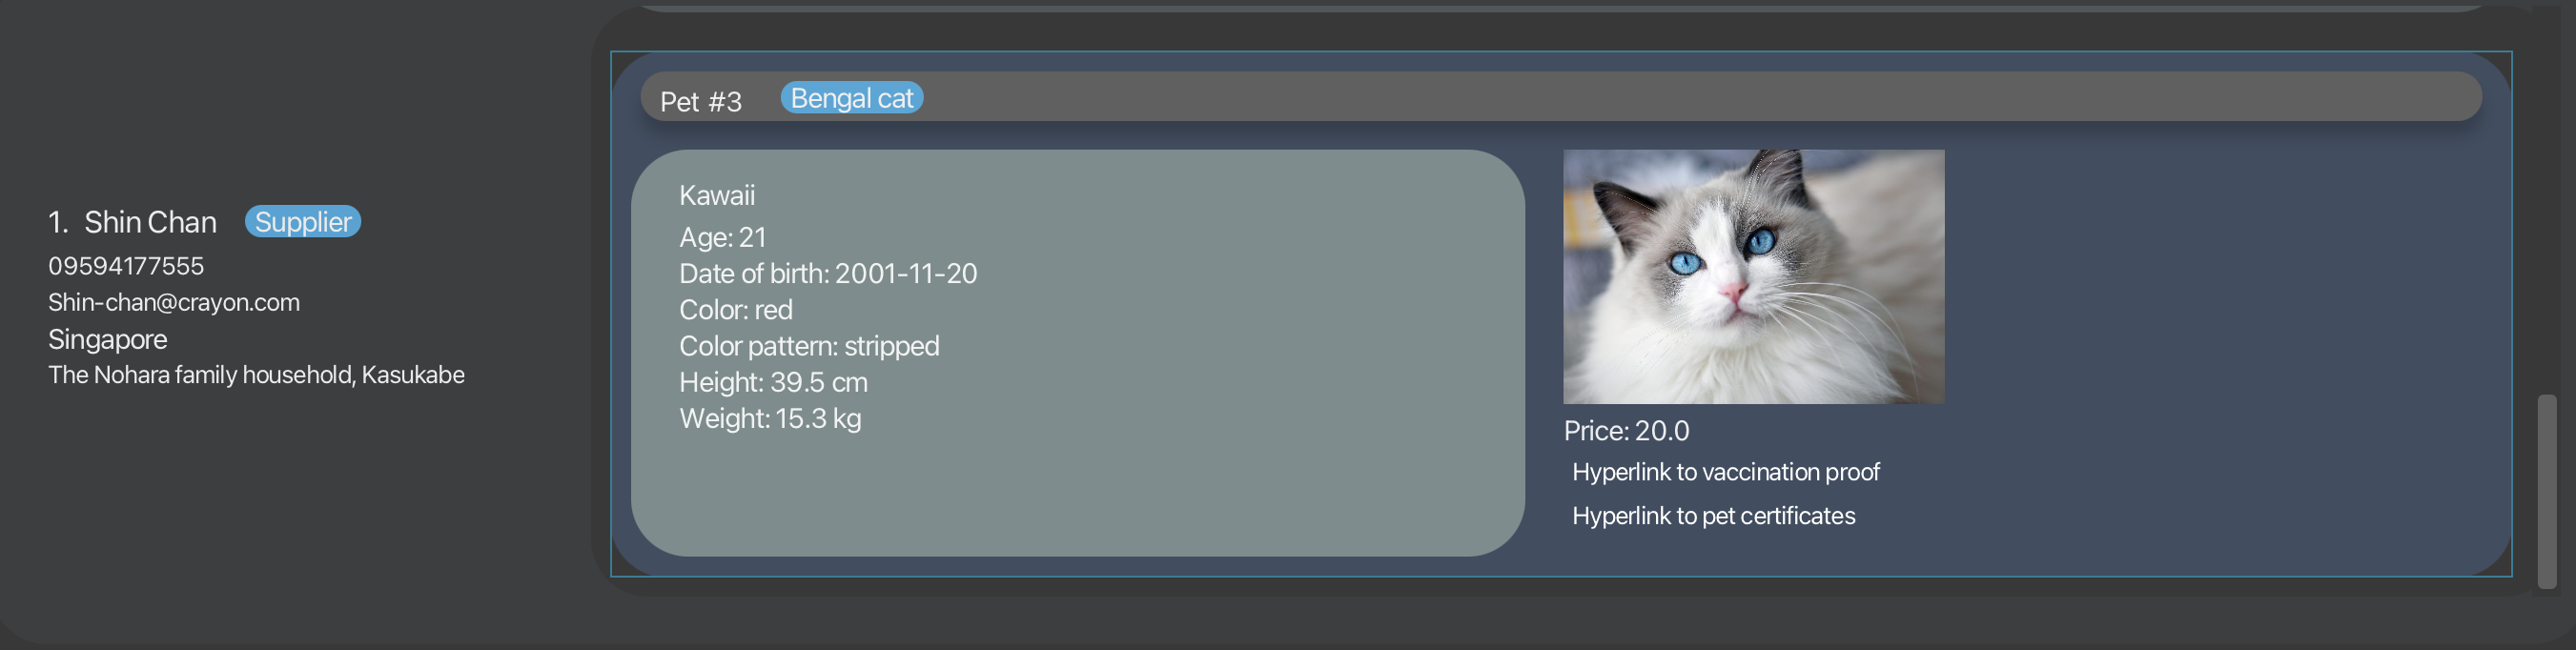 1. Shin Chan Supplier
09594177555
Shin-chan@crayon.com
Singapore
The Nohara family household, Kasukabe
Pet #3 Bengal cat
Kawaii
Age: 21
Date of birth: 2001-11-20
Color: red
Color pattern: stripped
Height: 39.5 cm
Weight: 15.3 kg
Price: 20.0
Hyperlink to vaccination proof
Hyperlink to pet certificates